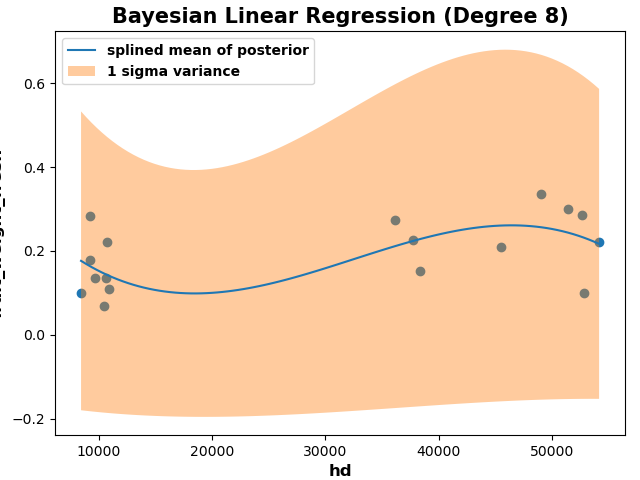 Bayesian Linear Regression (Degree 8)
splined mean of posterior
1 sigma variance
0.6
0.4
0.2
0.0
−0.2
10000 20000 30000 40000 50000
hd